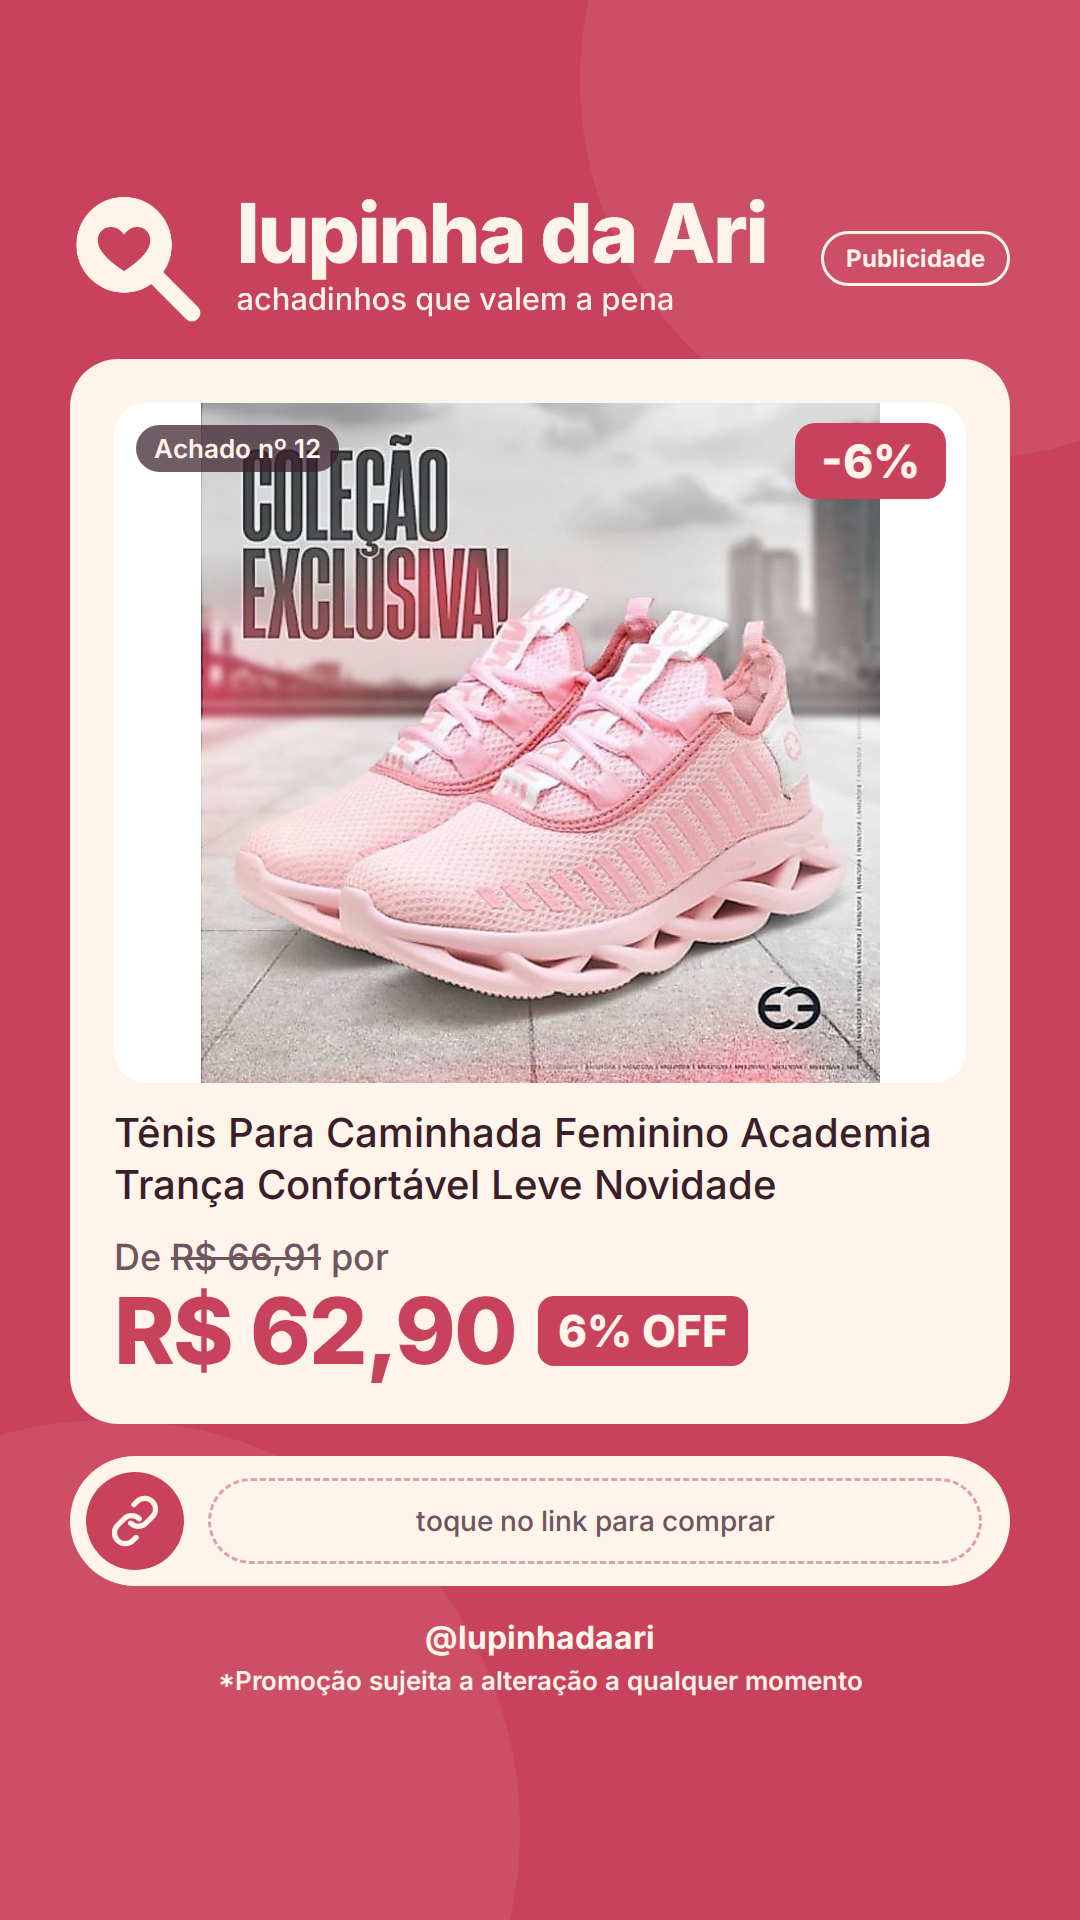 lupinha da Ari
achadinhos que valem a pena
Publicidade
Achado nº 12
-6%
COLEÇÃO
EXCLUSIVA!
Tênis Para Caminhada Feminino Academia
Trança Confortável Leve Novidade
De R$ 66,91 por
R$ 62,90
6% OFF
toque no link para comprar
@lupinhadaari
*Promoção sujeita a alteração a qualquer momento